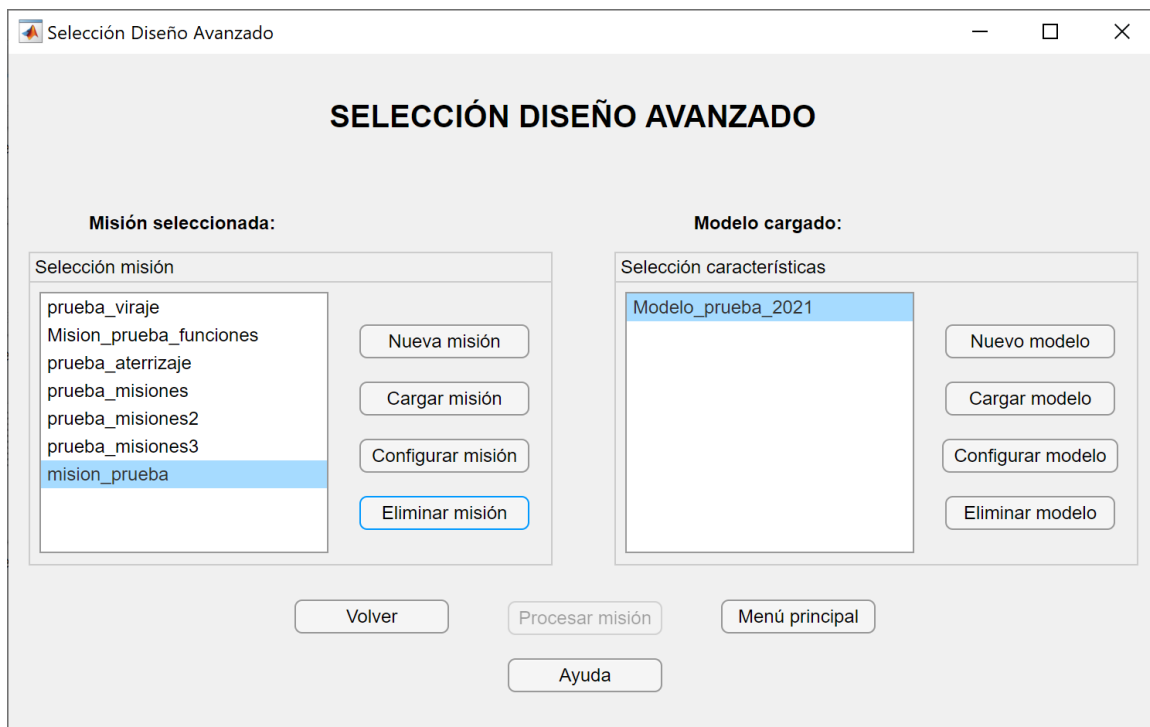 Selección Diseño Avanzado
SELECCIÓN DISEÑO AVANZADO
Misión seleccionada:
Selección misión
prueba_viraje
Mision_prueba_funciones
prueba_aterrizaje
prueba_misiones
prueba_misiones2
prueba_misiones3
mision_prueba
Nueva misión
Cargar misión
Configurar misión
Eliminar misión
Modelo cargado:
Selección características
Modelo_prueba_2021
Nuevo modelo
Cargar modelo
Configurar modelo
Eliminar modelo
Volver
Procesar misión
Menú principal
Ayuda